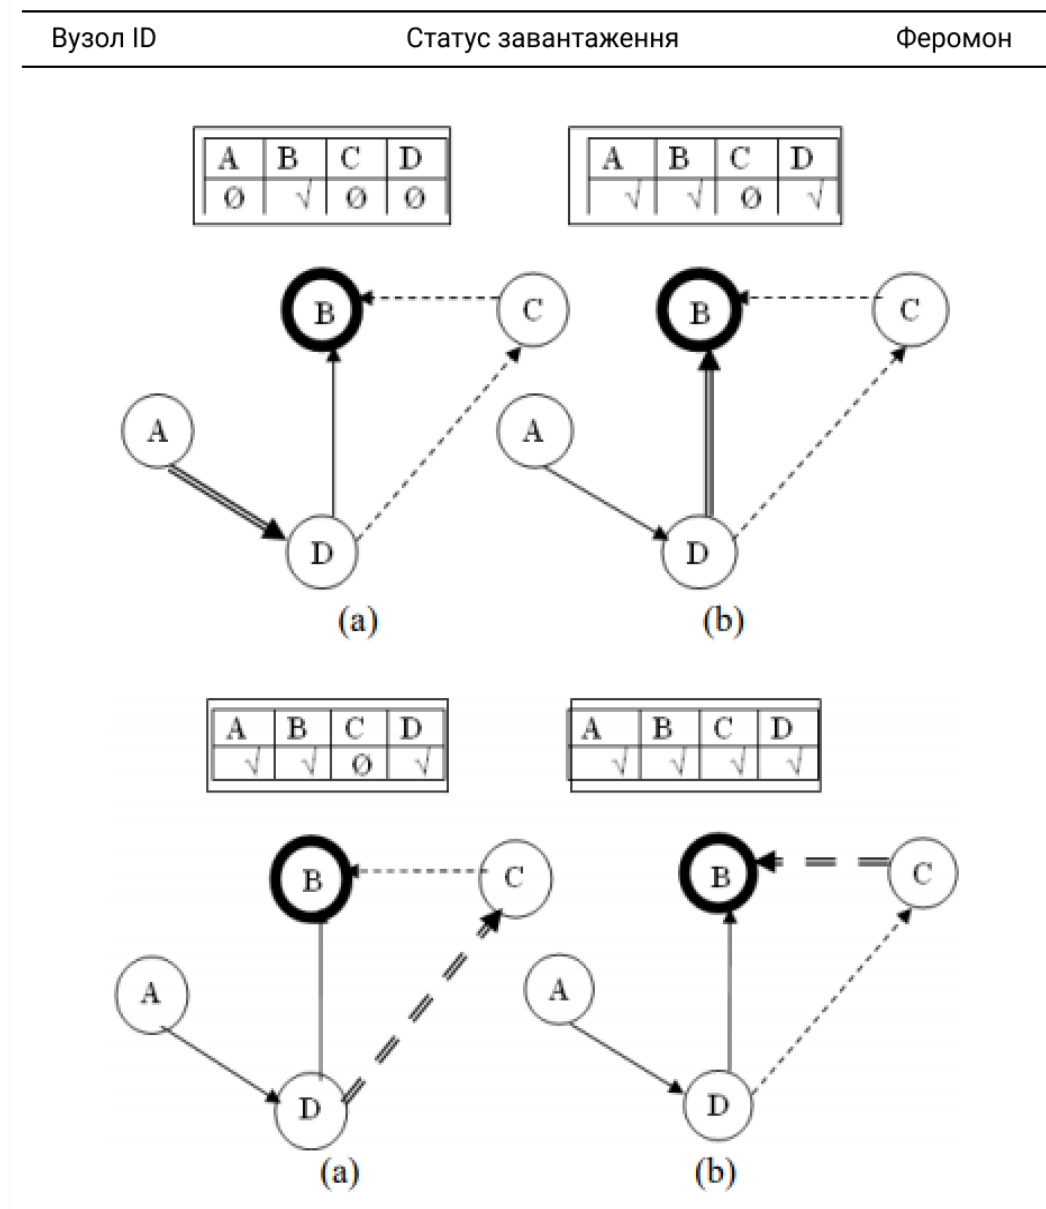 Вузол ID Статус завантаження Феромон
A B C D A B C D
Ø √ Ø Ø √ √ Ø √
B C B C
A A
D D
(a) (b)
A B C D A B C D
√ √ Ø √ √ √ √ √
B C B C
A A
D D
(a) (b)